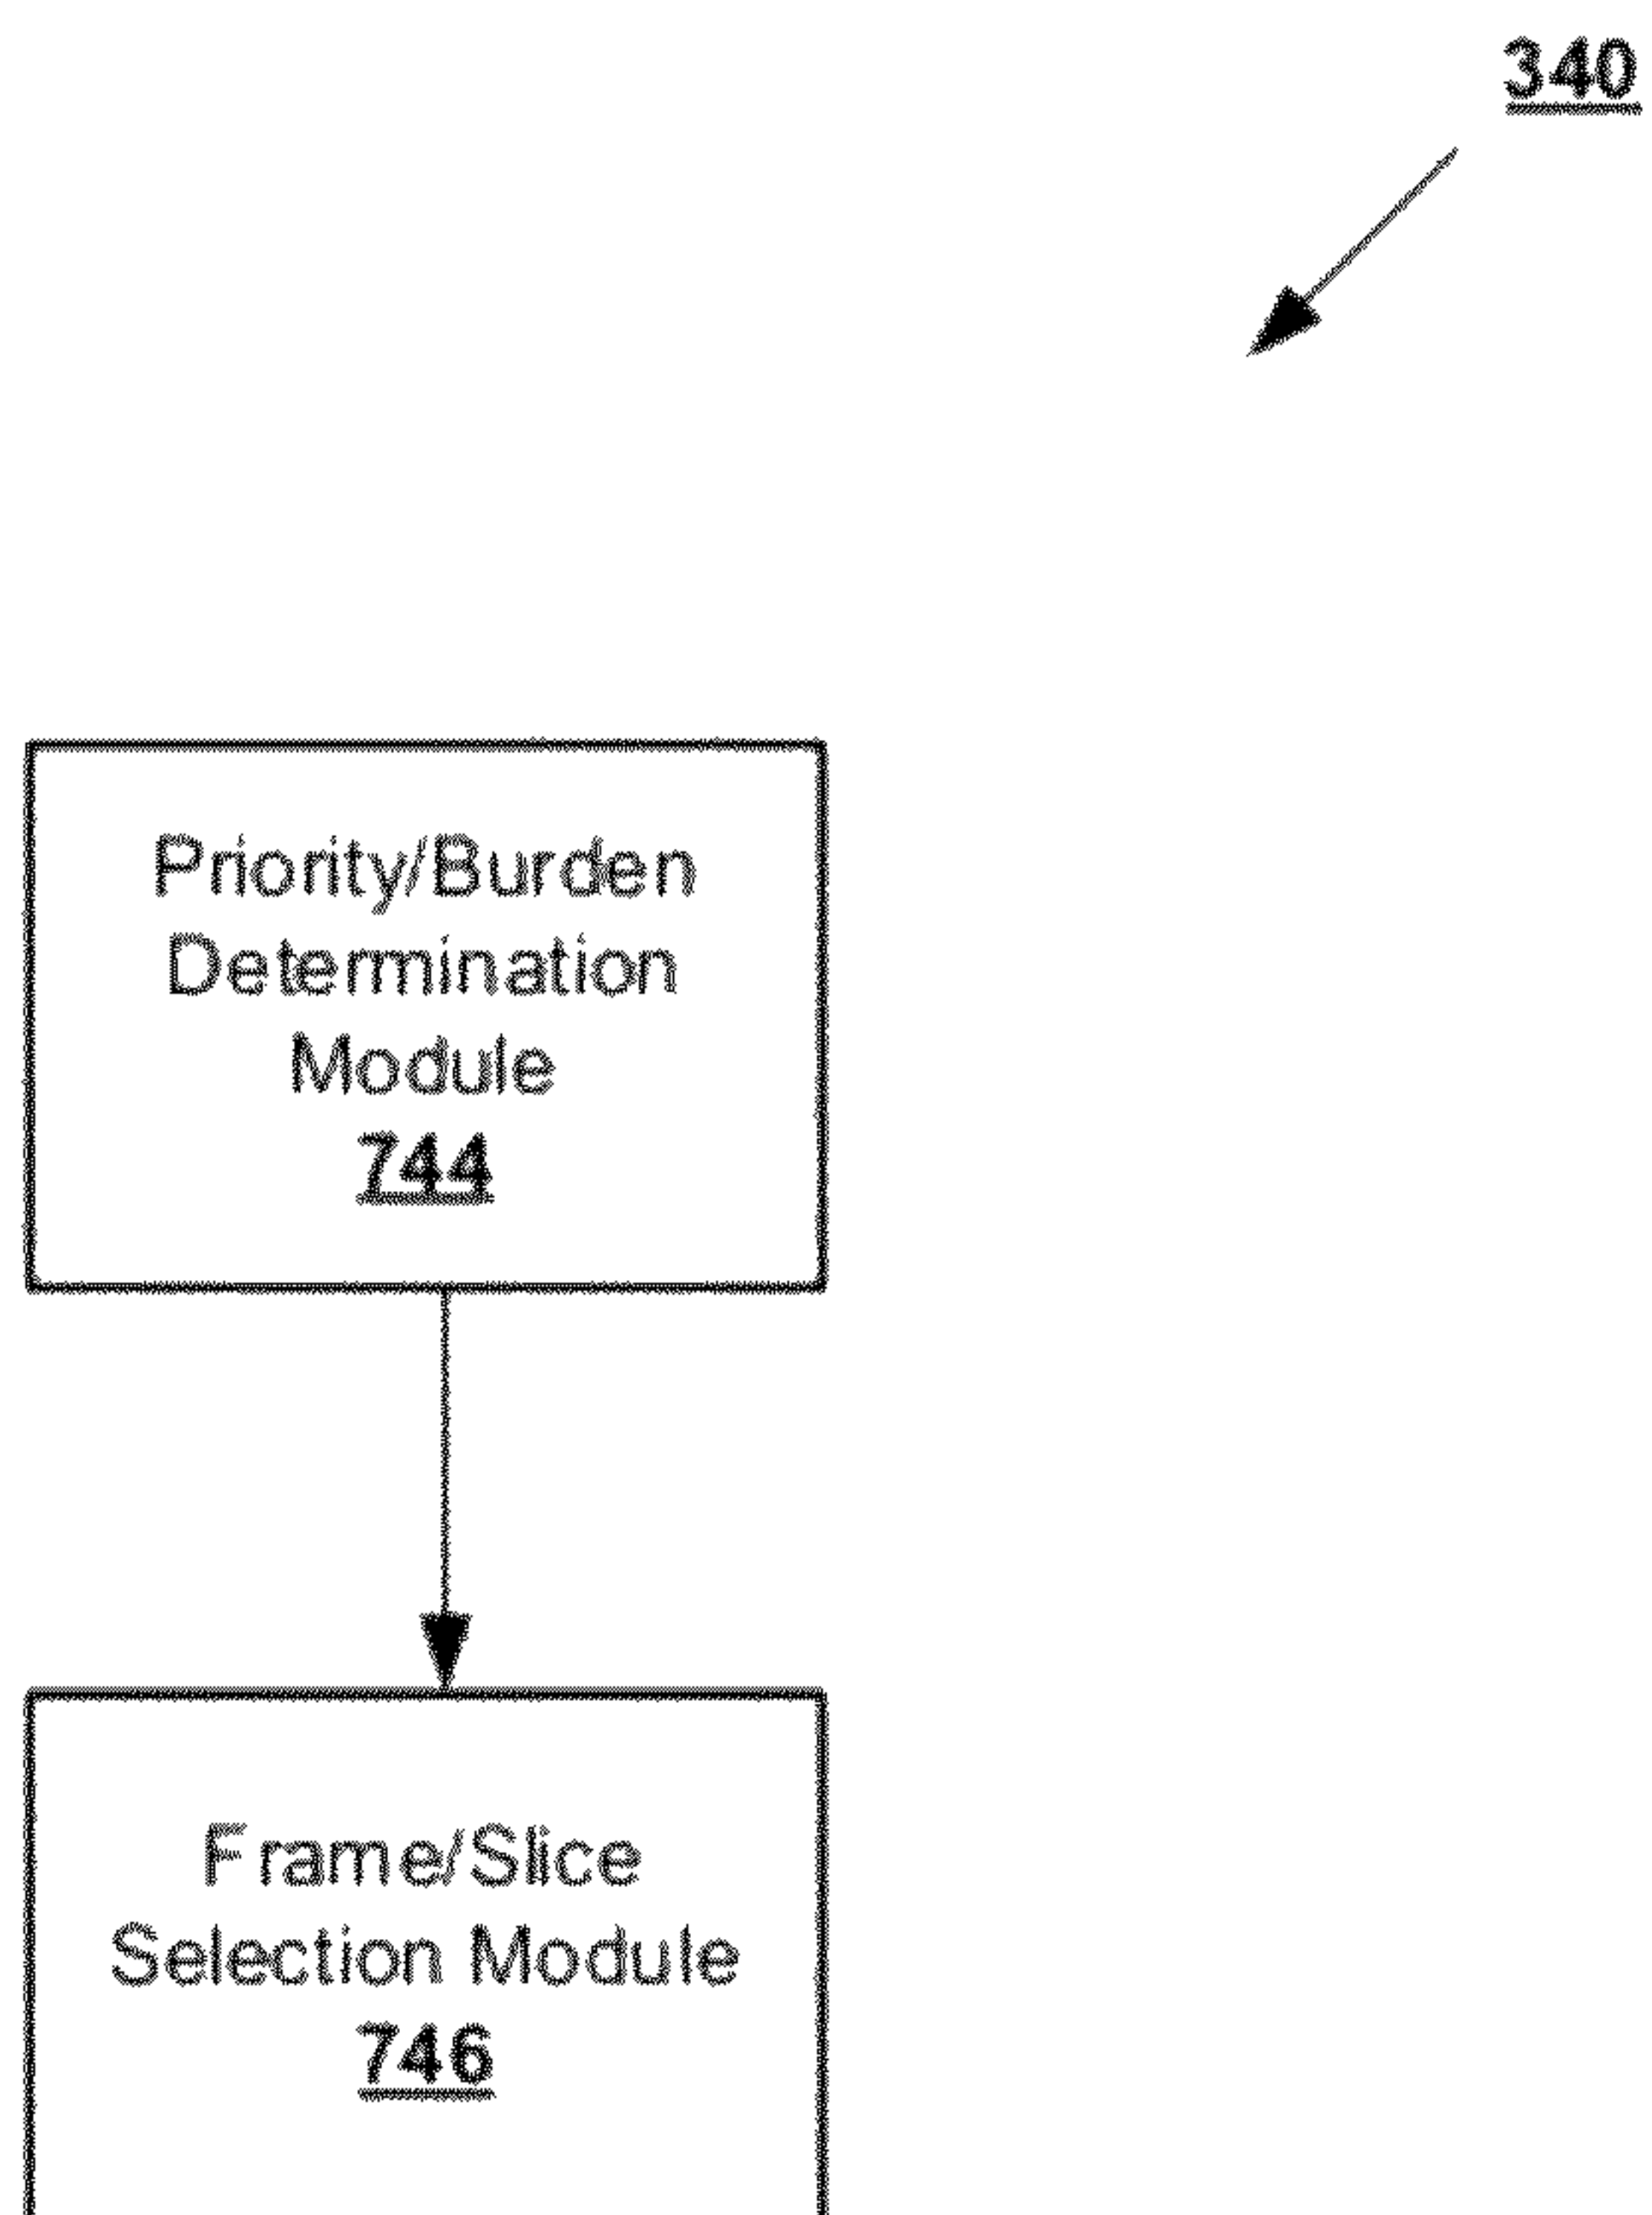 340
Priority/Burden
Determination
Module
744
Frame/Slice
Selection Module
746